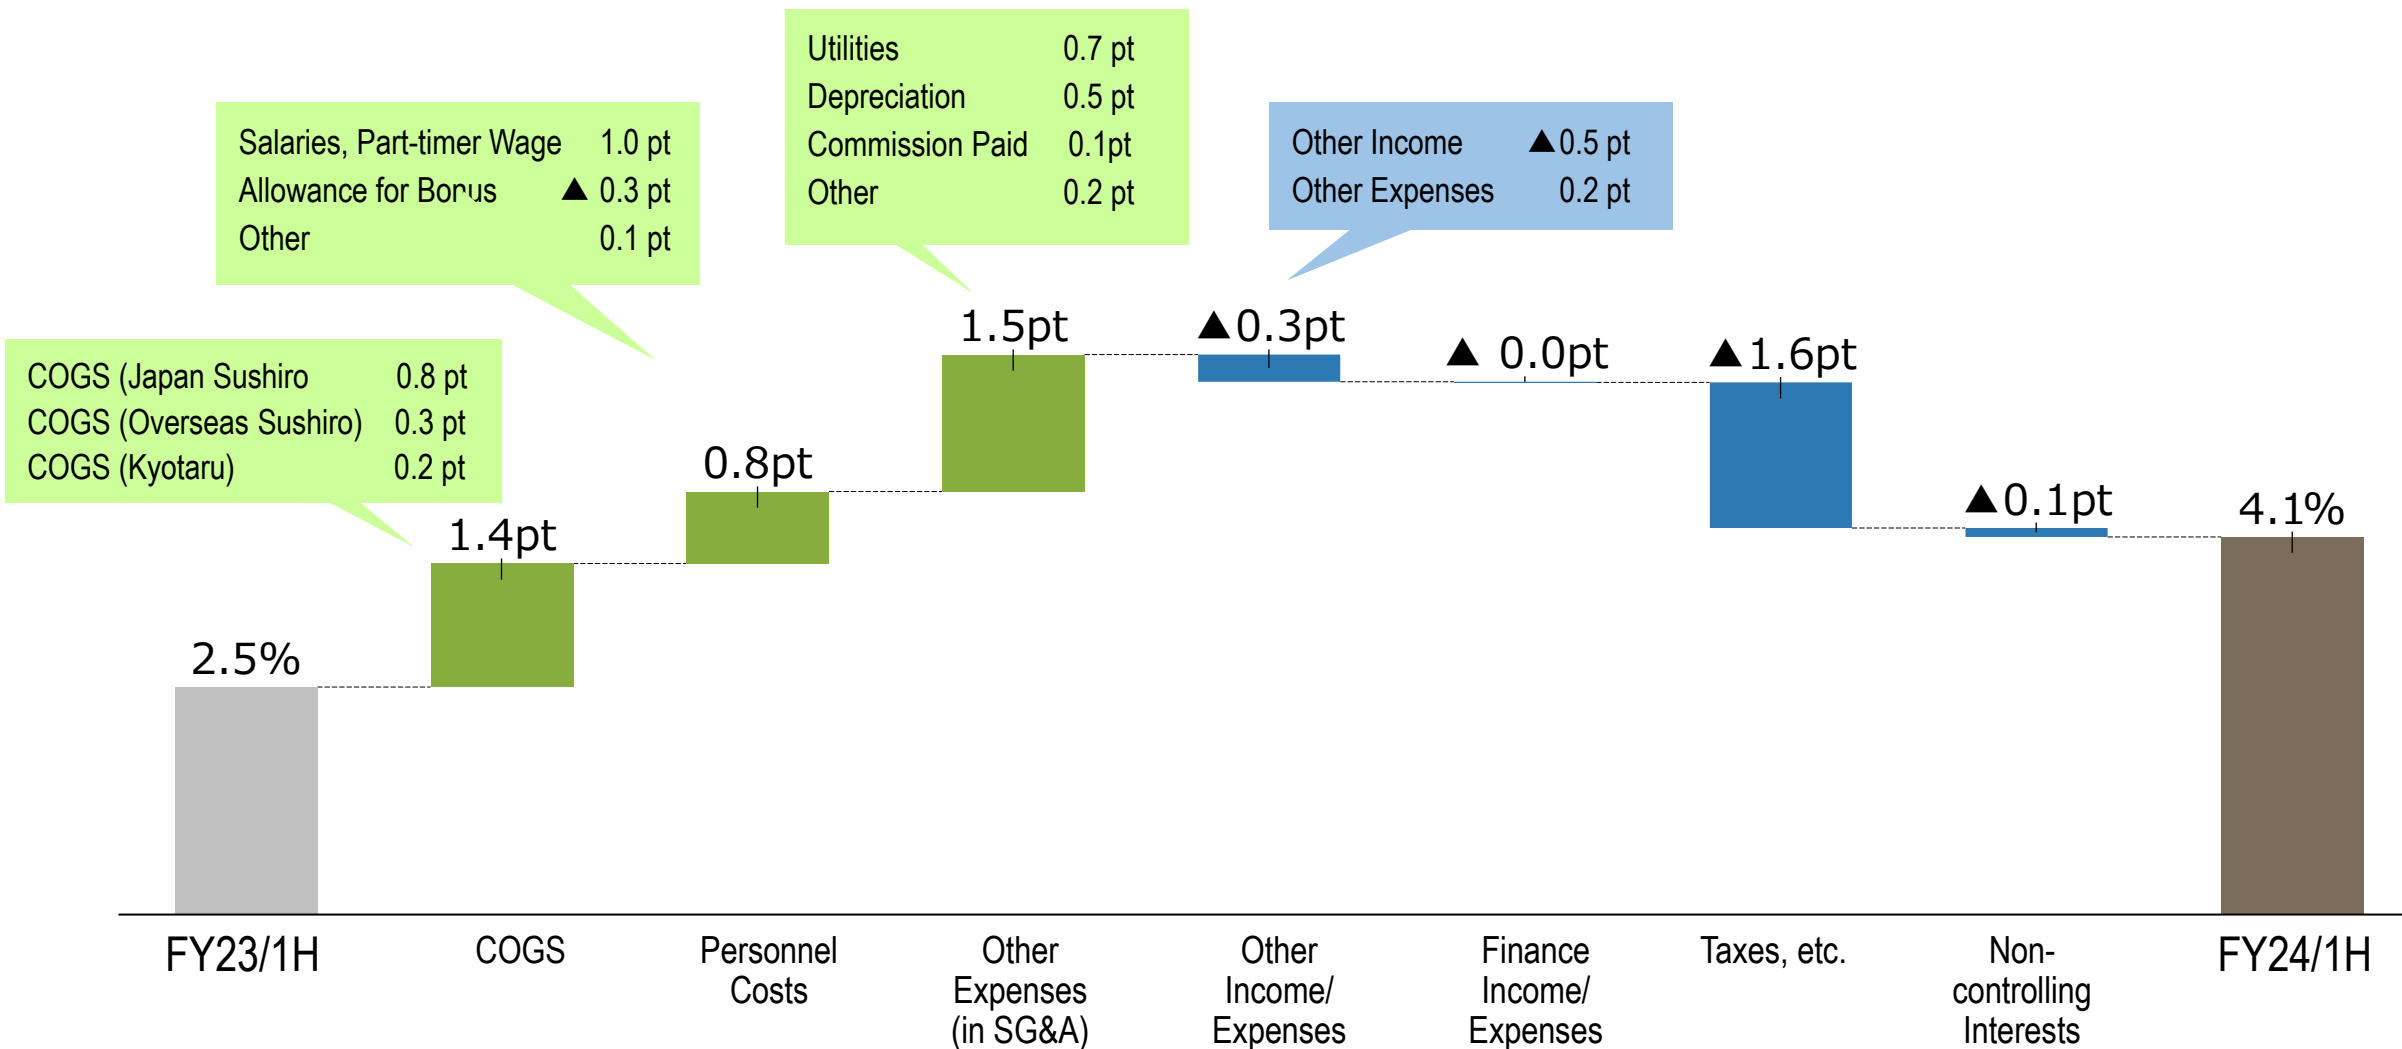 Utilities 0.7 pt
Depreciation 0.5 pt
Commission Paid 0.1pt
Other 0.2 pt
Salaries, Part-timer Wage 1.0 pt
Allowance for Bonus ▲ 0.3 pt
Other 0.1 pt
Other Income ▲0.5 pt
Other Expenses 0.2 pt
COGS (Japan Sushiro 0.8 pt
COGS (Overseas Sushiro) 0.3 pt
COGS (Kyotaru) 0.2 pt
2.5%
1.4pt
0.8pt
1.5pt
▲0.3pt
▲ 0.0pt
▲1.6pt
▲0.1pt
4.1%
FY23/1H
COGS
Personnel
Costs
Other
Expenses
(in SG&A)
Other
Income/
Expenses
Finance
Income/
Expenses
Taxes, etc.
Non-
controlling
Interests
FY24/1H